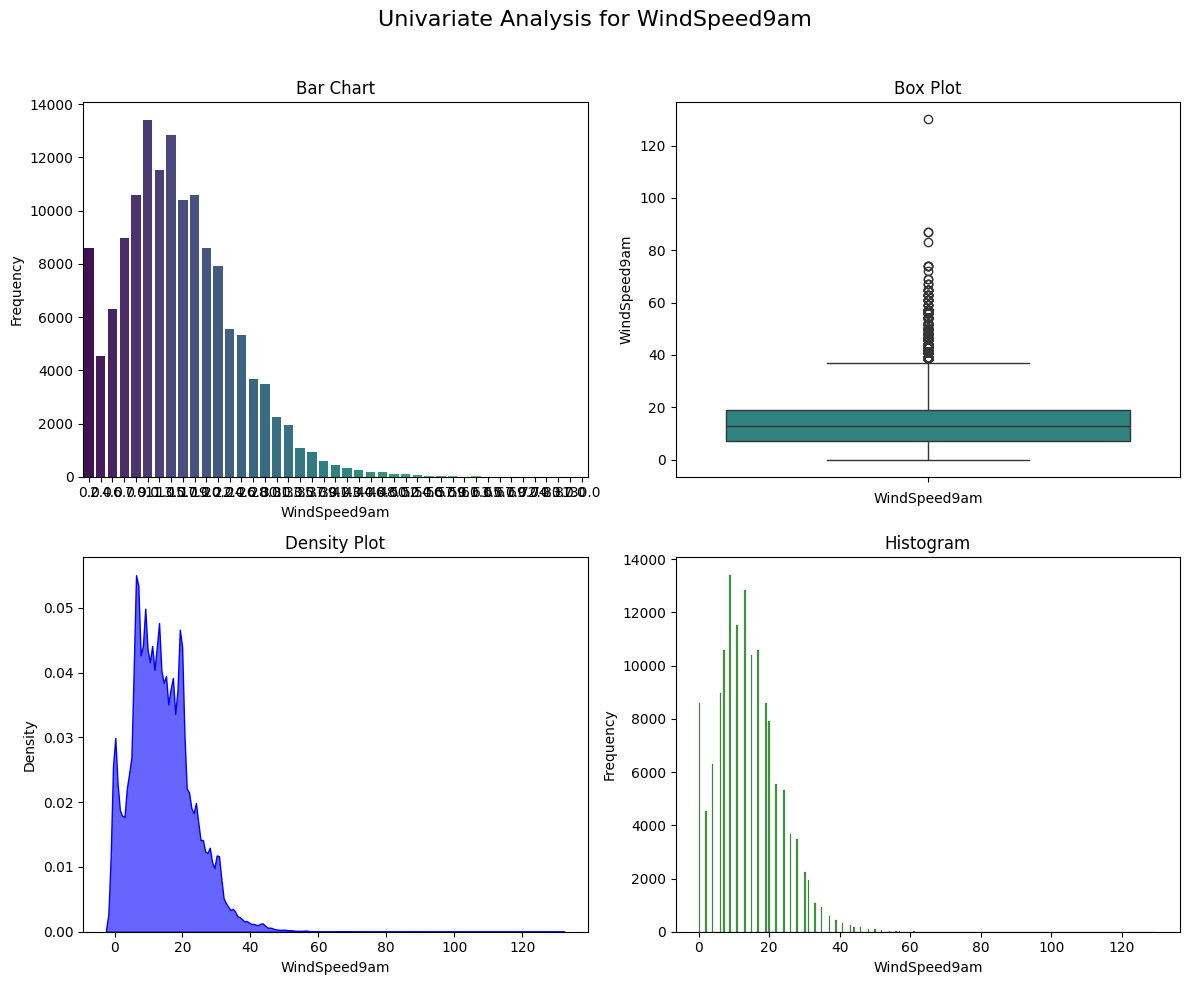 Univariate Analysis for WindSpeed9am
Bar Chart
14000
12000
10000
8000
6000
4000
2000
0
Frequency
WindSpeed9am
Box Plot
120
100
80
60
40
20
0
WindSpeed9am
WindSpeed9am
Density Plot
0.05
0.04
0.03
0.02
0.01
0.00
Density
0 20 40 60 80 100 120
WindSpeed9am
Histogram
14000
12000
10000
8000
6000
4000
2000
0
Frequency
0 20 40 60 80 100 120
WindSpeed9am